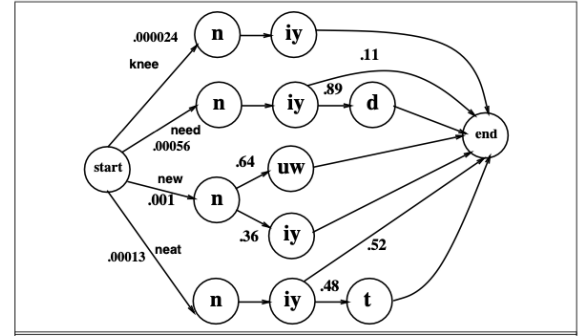 .000024
knee
n
iy
.11
need
.00056
n
iy
.89
d
end
start
new
.001
n
.64
uw
.36
iy
.00013
neat
n
iy
.52
.48
t